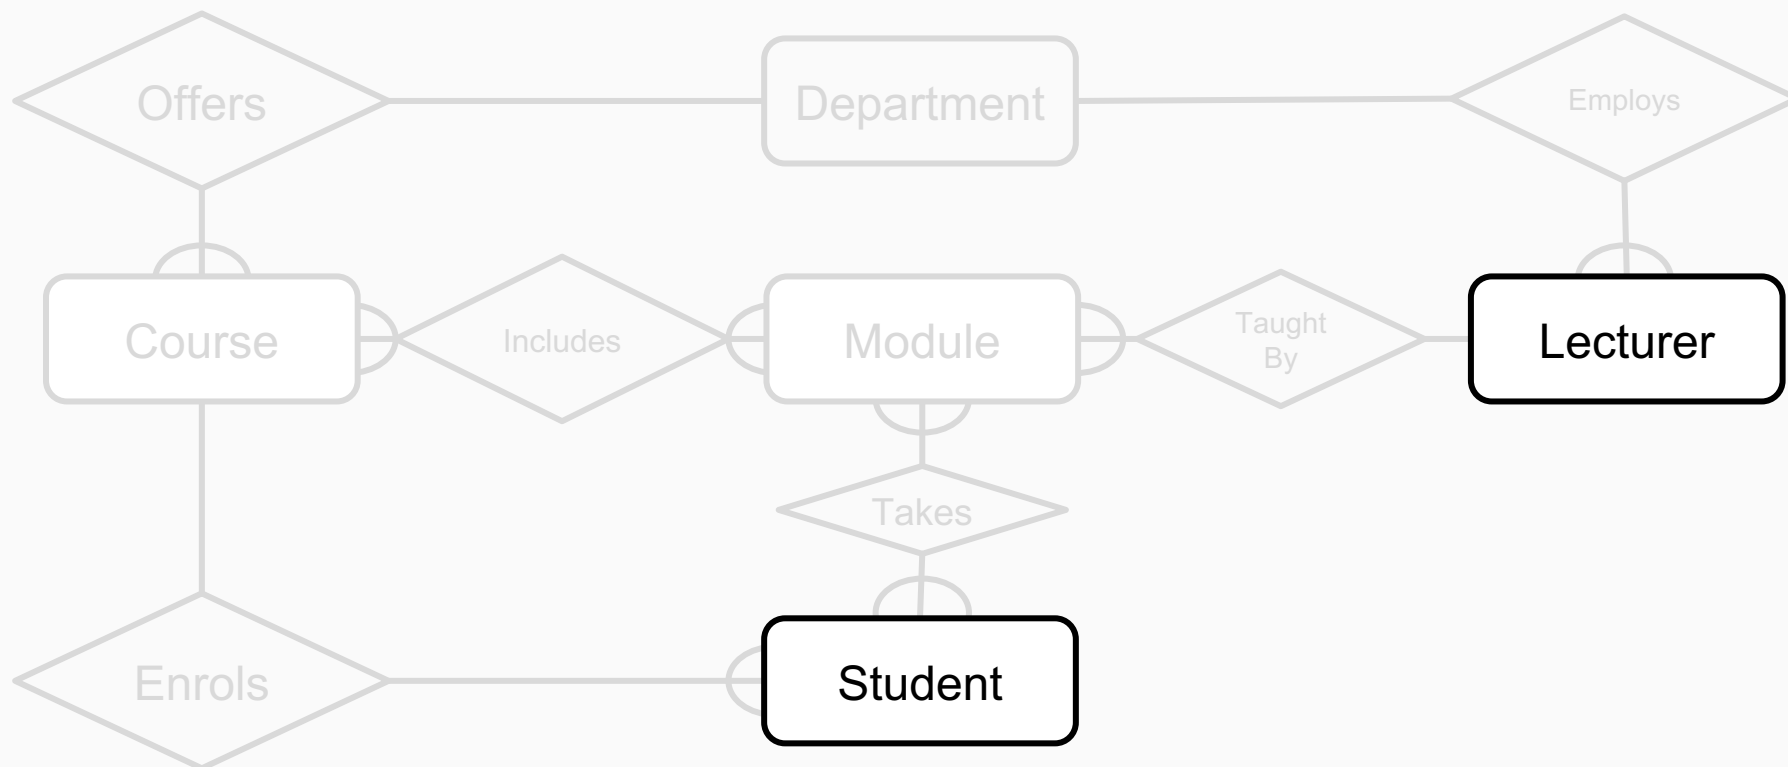 Offers
Department
Employs
Course
Includes
Module
Taught
By
Lecturer
Takes
Enrols
Student